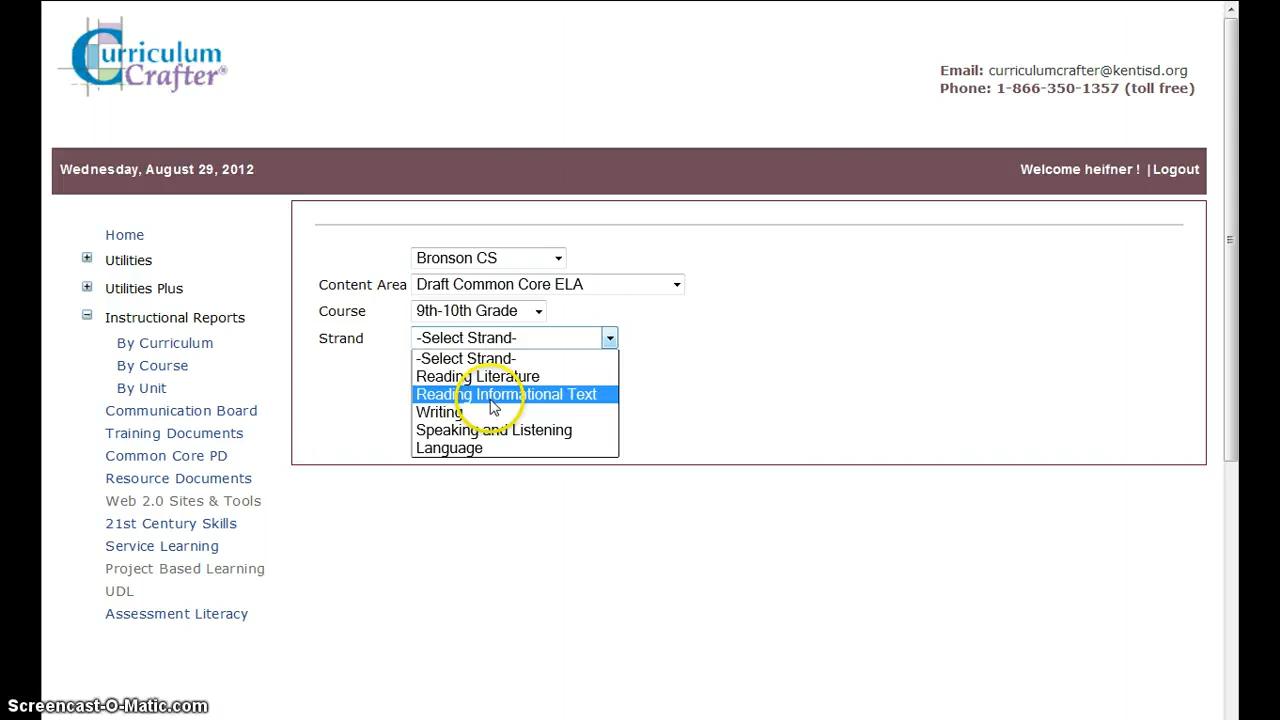 Curriculum
Crafter®
Email: curriculumcrafter@kentisd.org
Phone: 1-866-350-1357 (toll free)
Wednesday, August 29, 2012
Welcome heifner ! | Logout
Home
Utilities
Utilities Plus
Instructional Reports
By Curriculum
By Course
By Unit
Communication Board
Training Documents
Common Core PD
Resource Documents
Web 2.0 Sites & Tools
21st Century Skills
Service Learning
Project Based Learning
UDL
Assessment Literacy
Bronson CS
Content Area Draft Common Core ELA
Course 9th-10th Grade
Strand -Select Strand-
-Select Strand-
Reading Literature
Reading Informational Text
Writing
Speaking and Listening
Language
Screencast-O-Matic.com